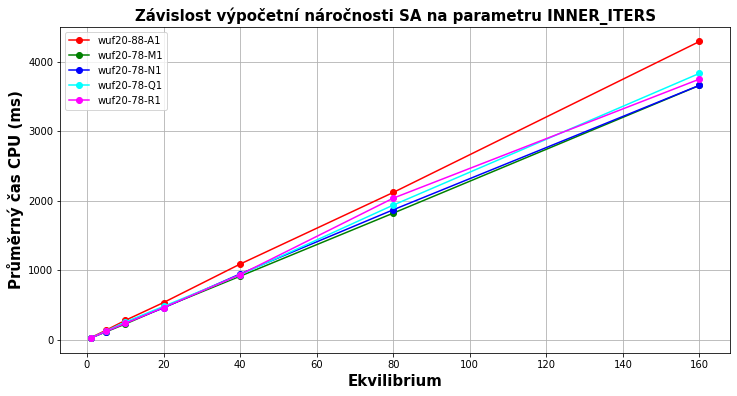 Závislost výpočetní náročnosti SA na parametru INNER_ITERS
wuf20-88-A1
wuf20-78-M1
wuf20-78-N1
wuf20-78-Q1
wuf20-78-R1
Průměrný čas CPU (ms)
4000
3000
2000
1000
0
0 20 40 60 80 100 120 140 160
Ekvilibrium